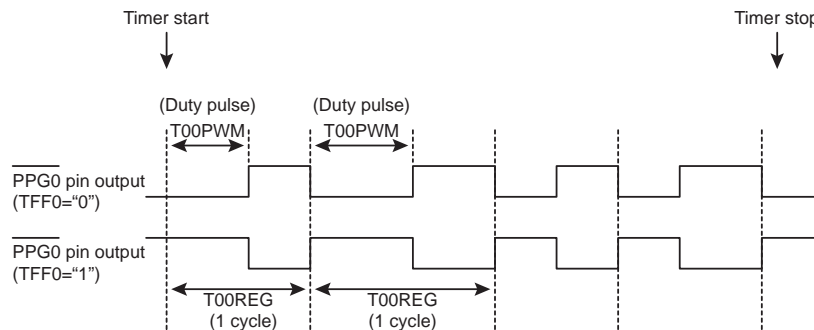 Timer start
Timer stop
(Duty pulse)
(Duty pulse)
T00PWM
T00PWM
PPG0 pin output
(TFF0=“0”)
PPG0 pin output
(TFF0=“1”)
T00REG
(1 cycle)
T00REG
(1 cycle)